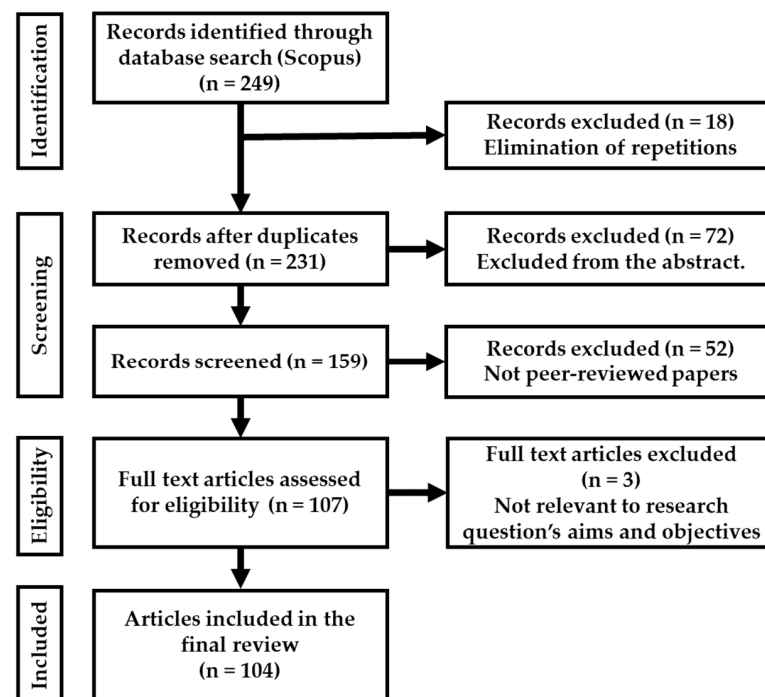 Identification
Records identified through
database search (Scopus)
(n = 249)
Records excluded (n = 18)
Elimination of repetitions
Screening
Records after duplicates
removed (n = 231)
Records excluded (n = 72)
Excluded from the abstract.
Records screened (n = 159)
Records excluded (n = 52)
Not peer-reviewed papers
Eligibility
Full text articles assessed
for eligibility (n = 107)
Full text articles excluded
(n = 3)
Not relevant to research
question's aims and objectives
Included
Articles included in the
final review
(n = 104)